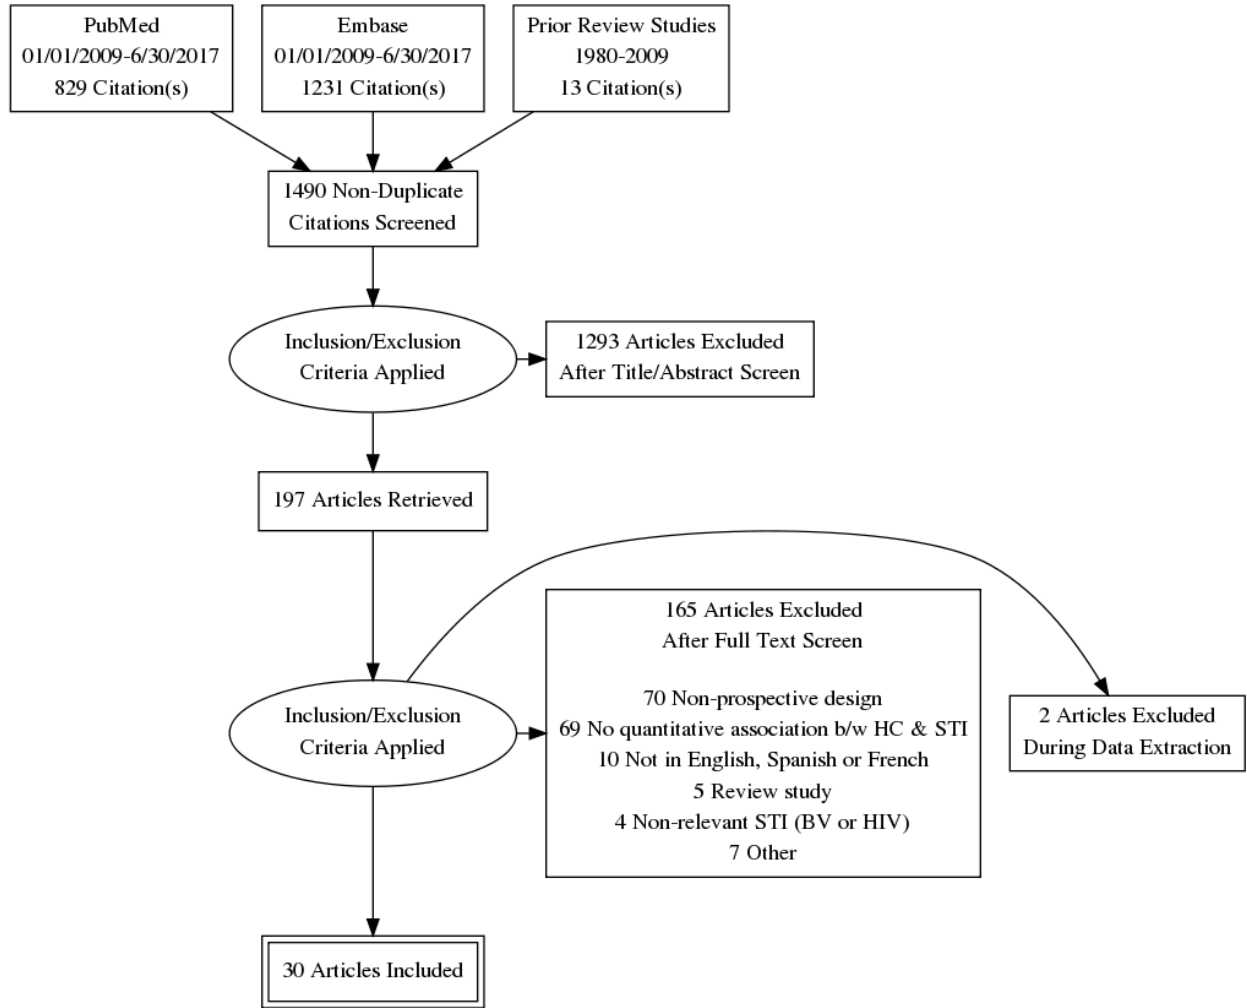 PubMed
01/01/2009-6/30/2017
829 Citation(s)
Embase
01/01/2009-6/30/2017
1231 Citation(s)
Prior Review Studies
1980-2009
13 Citation(s)
1490 Non-Duplicate
Citations Screened
Inclusion/Exclusion
Criteria Applied
1293 Articles Excluded
After Title/Abstract Screen
197 Articles Retrieved
Inclusion/Exclusion
Criteria Applied
165 Articles Excluded
After Full Text Screen
70 Non-prospective design
69 No quantitative association b/w HC & STI
10 Not in English, Spanish or French
5 Review study
4 Non-relevant STI (BV or HIV)
7 Other
2 Articles Excluded
During Data Extraction
30 Articles Included